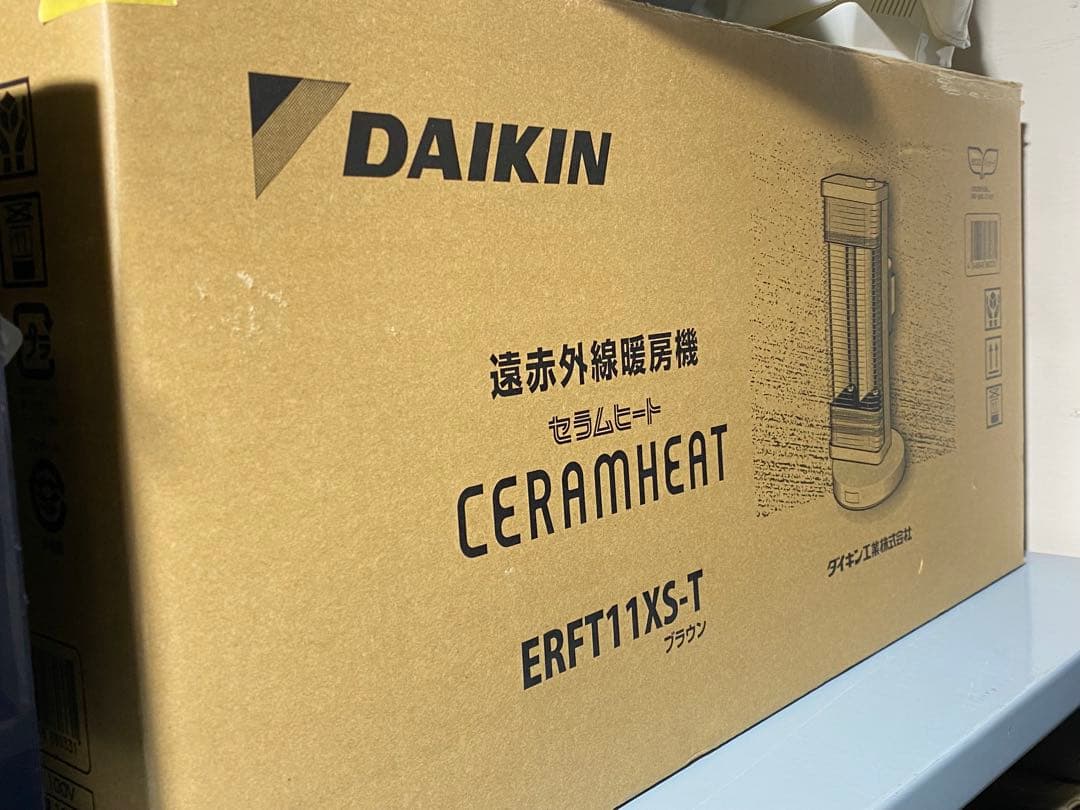 DAIKIN
遠赤外線暖房機
セラムヒート
CERAMHEAT
ERFT11XS-T
ブラウン
ダイキン工業株式会社
100V